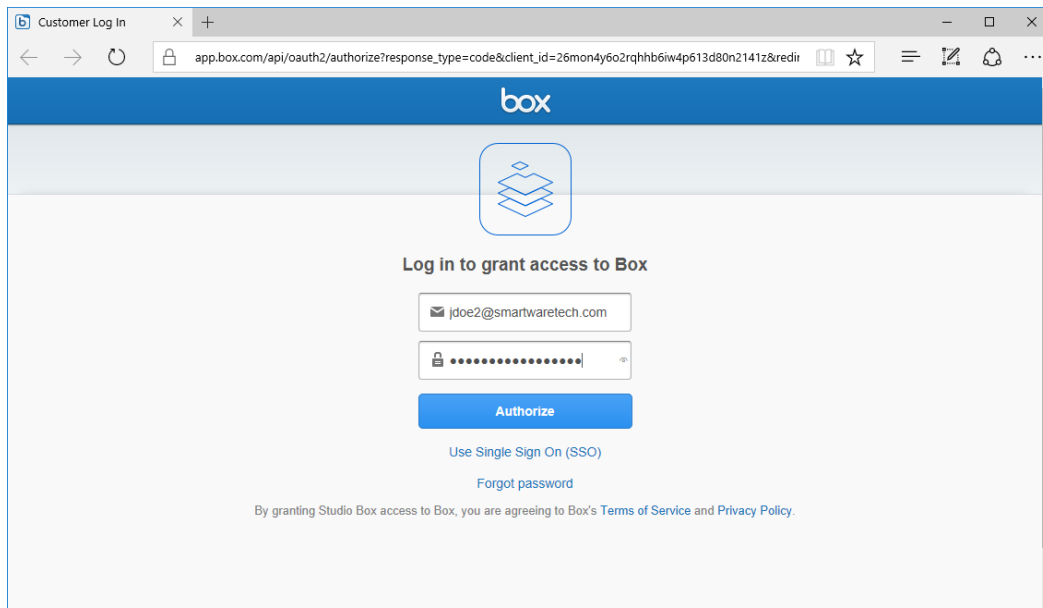 Customer Log In
app.box.com/api/oauth2/authorize?response_type=code&client_id=26mon4y6o2rqhhb6iw4p613d80n2141z&redir
box
Log in to grant access to Box
jdoe2@smartwaretech.com
•••••••••••••••••
Authorize
Use Single Sign On (SSO)
Forgot password
By granting Studio Box access to Box, you are agreeing to Box's Terms of Service and Privacy Policy.